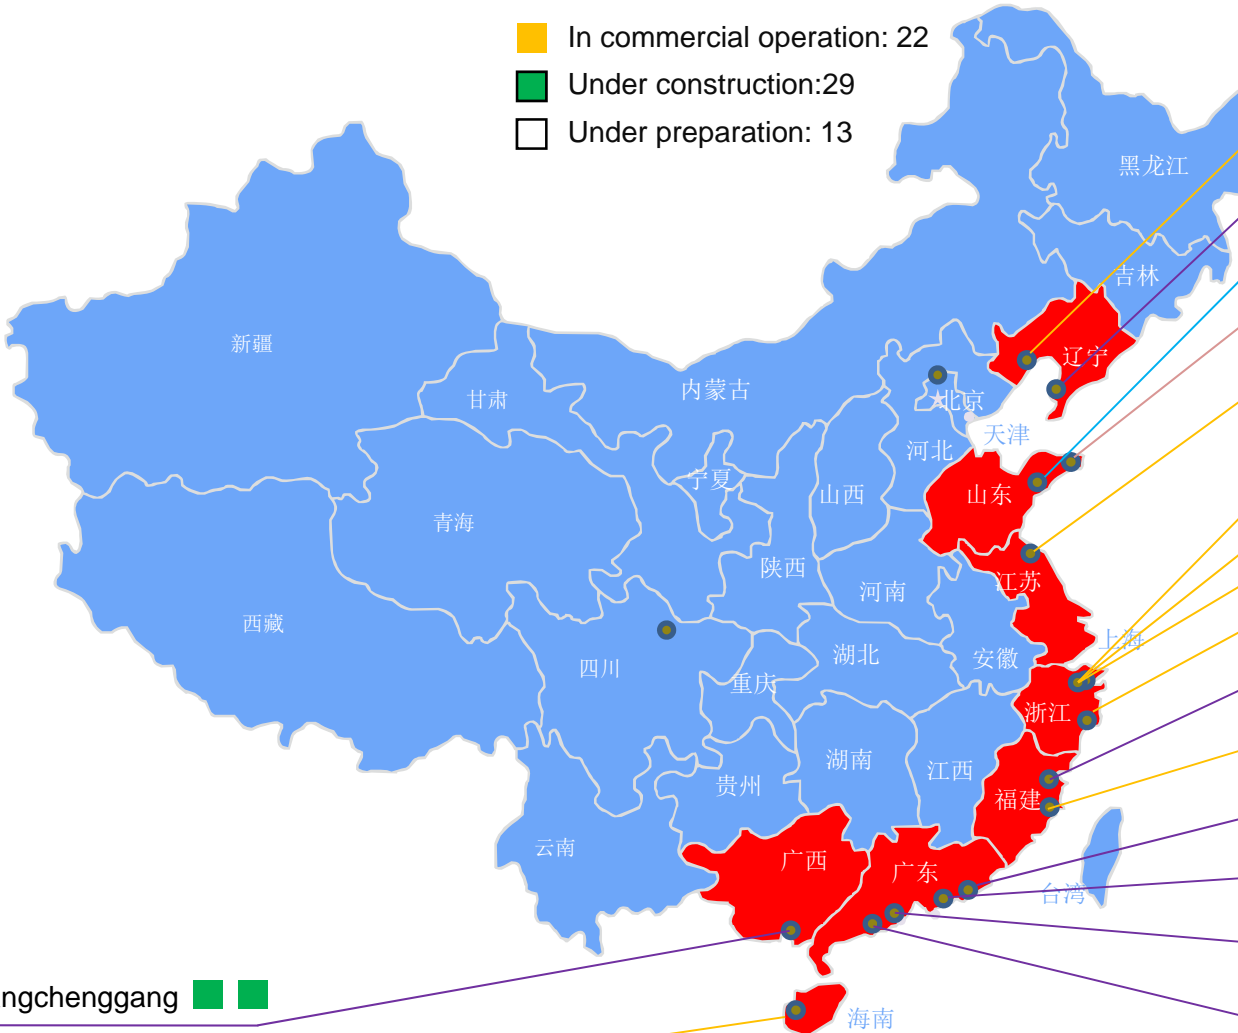 In commercial operation: 22
Under construction:29
Under preparation: 13
黑龙江
吉林
新疆
辽宁
内蒙古
甘肃
北京
天津
河北
宁夏
山西
山东
青海
陕西
江苏
河南
西藏
上海
湖北
安徽
四川
重庆
浙江
湖南
江西
贵州
福建
云南
广西
广东
台湾
ngchenggang
海南